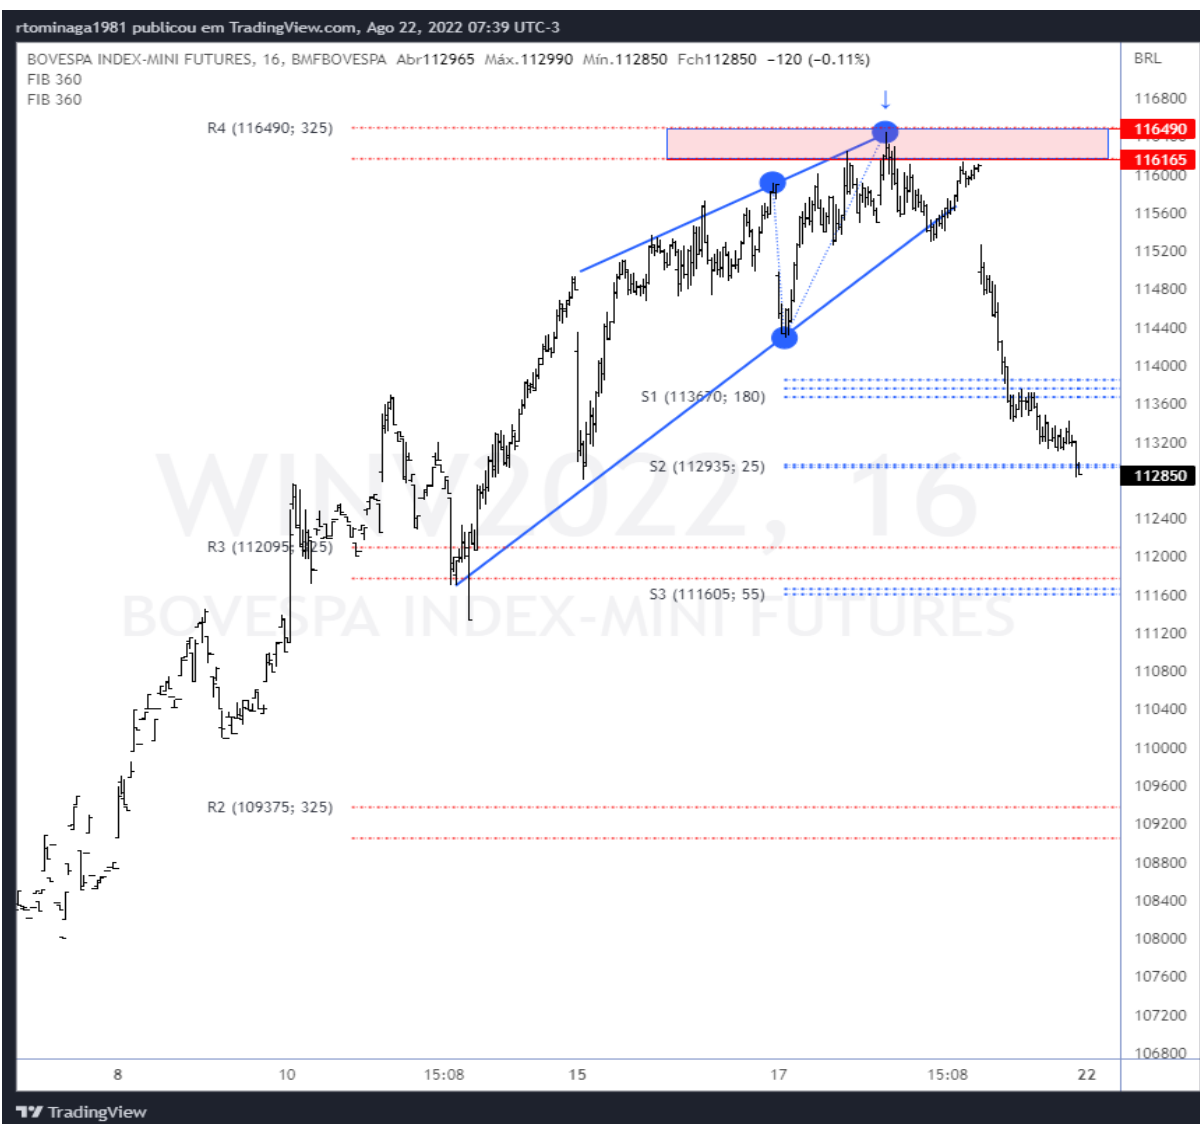 rtominaga1981 publicou em TradingView.com, Ago 22, 2022 07:39 UTC-3
BOVESPA INDEX-MINI FUTURES, 16, BMFBOVESPA Abr112965 Máx.112990 Mín.112850 Fch112850 −120 (−0.11%)
BRL
FIB 360
FIB 360
116800
R4 (116490; 325)
116490
116165
116000
115600
115200
114800
114400
114000
S1 (113670; 180)
113600
113200
S2 (112935; 25)
112850
WINV2022, 16
112400
R3 (112095; 325)
112000
S3 (111605; 55)
111600
BOVESPA INDEX-MINI FUTURES
111200
110800
110400
110000
109600
R2 (109375; 325)
109200
108800
108400
108000
107600
107200
106800
8 10 15:08 15 17 15:08 22
TradingView